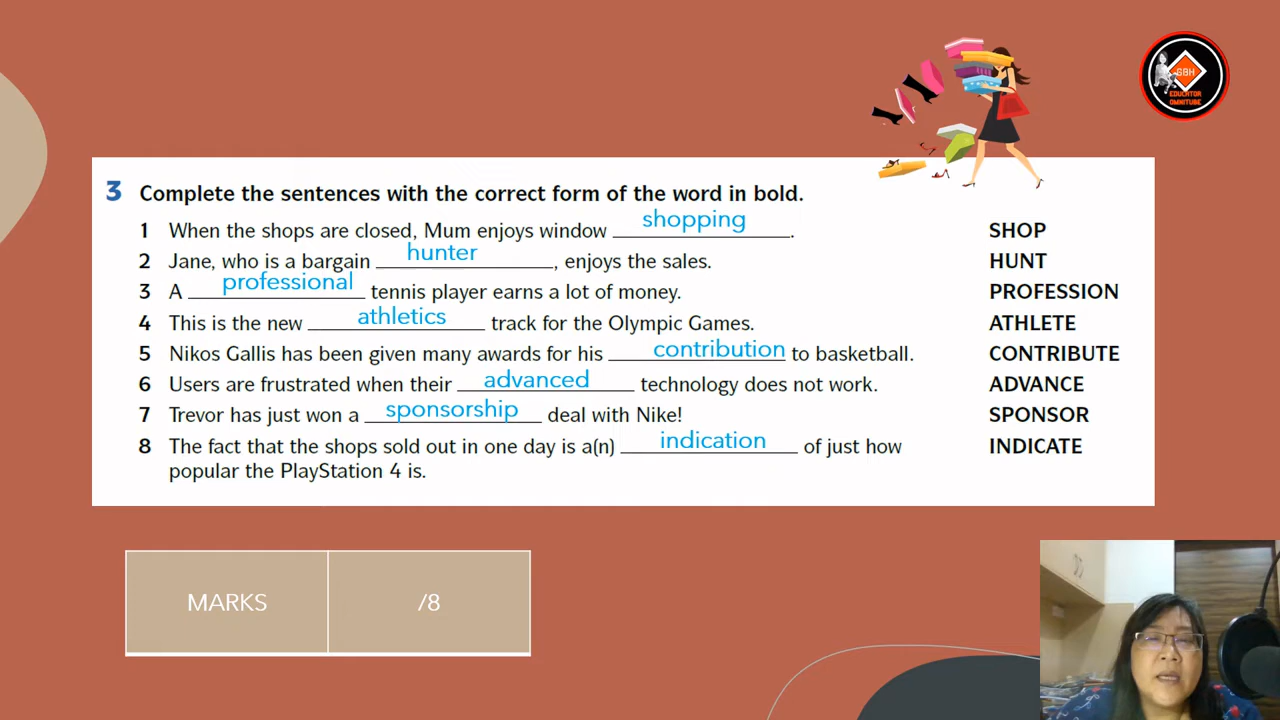 GBH
EDUCATOR
OMNITUBE
3 Complete the sentences with the correct form of the word in bold.
1 When the shops are closed, Mum enjoys window shopping. SHOP
2 Jane, who is a bargain hunter, enjoys the sales. HUNT
3 A professional tennis player earns a lot of money. PROFESSION
4 This is the new athletics track for the Olympic Games. ATHLETE
5 Nikos Gallis has been given many awards for his contribution to basketball. CONTRIBUTE
6 Users are frustrated when their advanced technology does not work. ADVANCE
7 Trevor has just won a sponsorship deal with Nike! SPONSOR
8 The fact that the shops sold out in one day is a(n) indication of just how INDICATE
popular the PlayStation 4 is.
MARKS /8